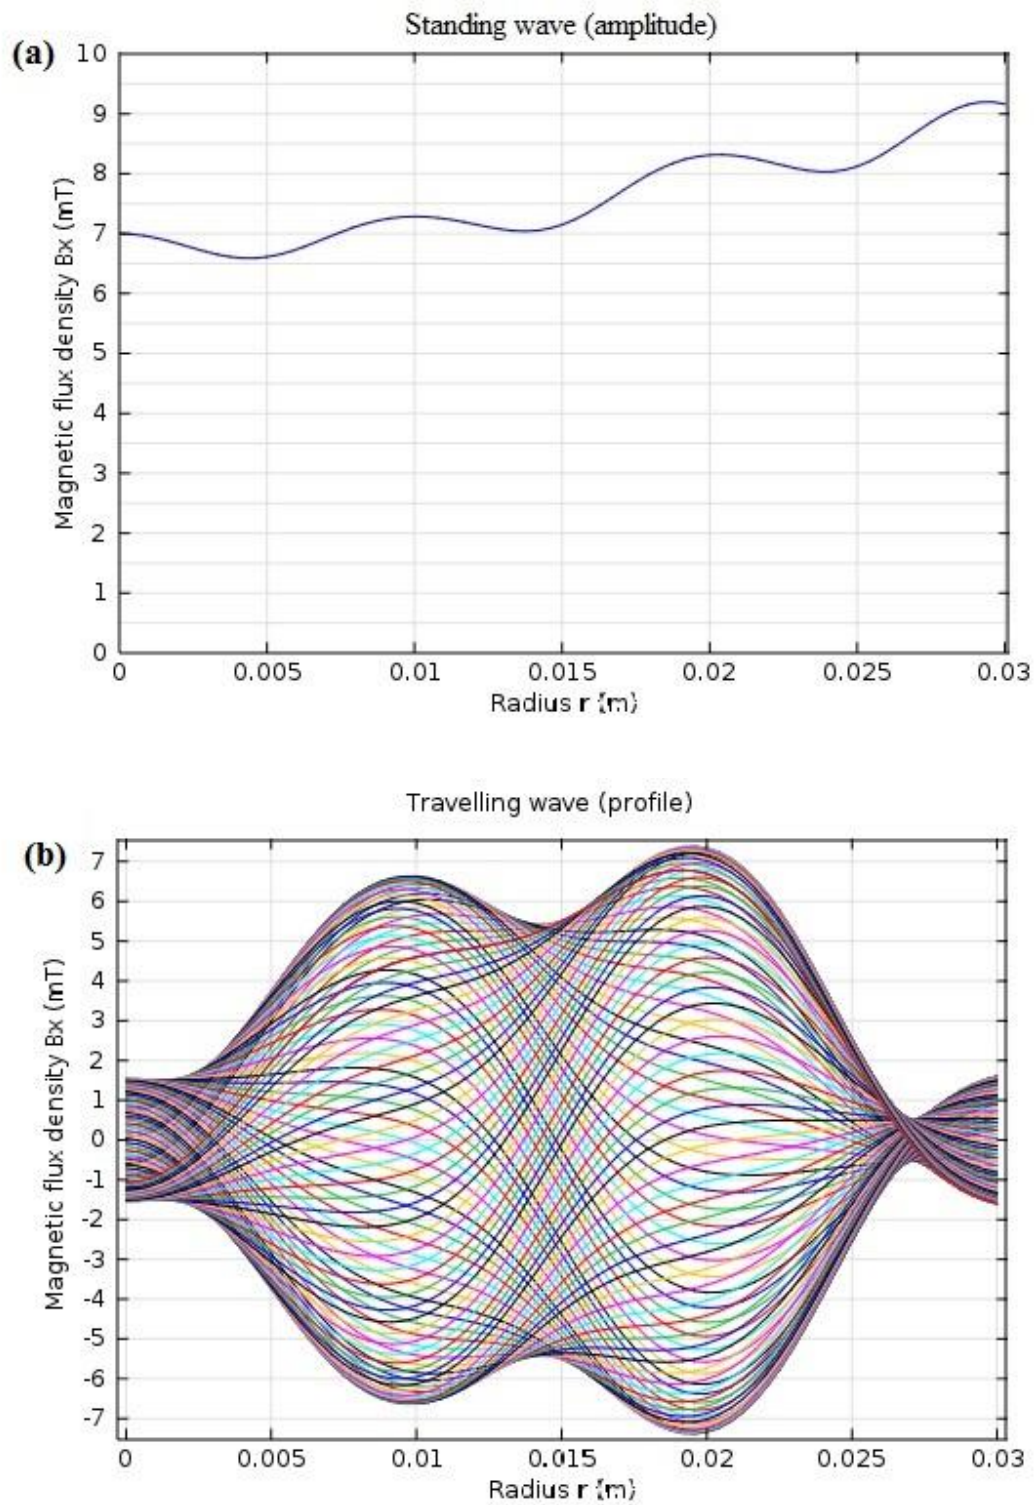 Standing wave (amplitude)
(a)
10
9
8
7
6
5
4
3
2
1
0
Magnetic flux density Bx (mT)
0 0.005 0.01 0.015 0.02 0.025 0.03
Radius r (m)
Travelling wave (profile)
(b)
7
6
5
4
3
2
1
0
-1
-2
-3
-4
-5
-6
-7
Magnetic flux density Bx (mT)
0 0.005 0.01 0.015 0.02 0.025 0.03
Radius r (m)